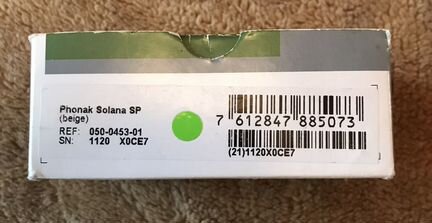 Phonak Solana SP
(beige)
REF: 050-0453-01
SN: 1120 X0CE7
7 612847 885073
(21)1120X0CE7